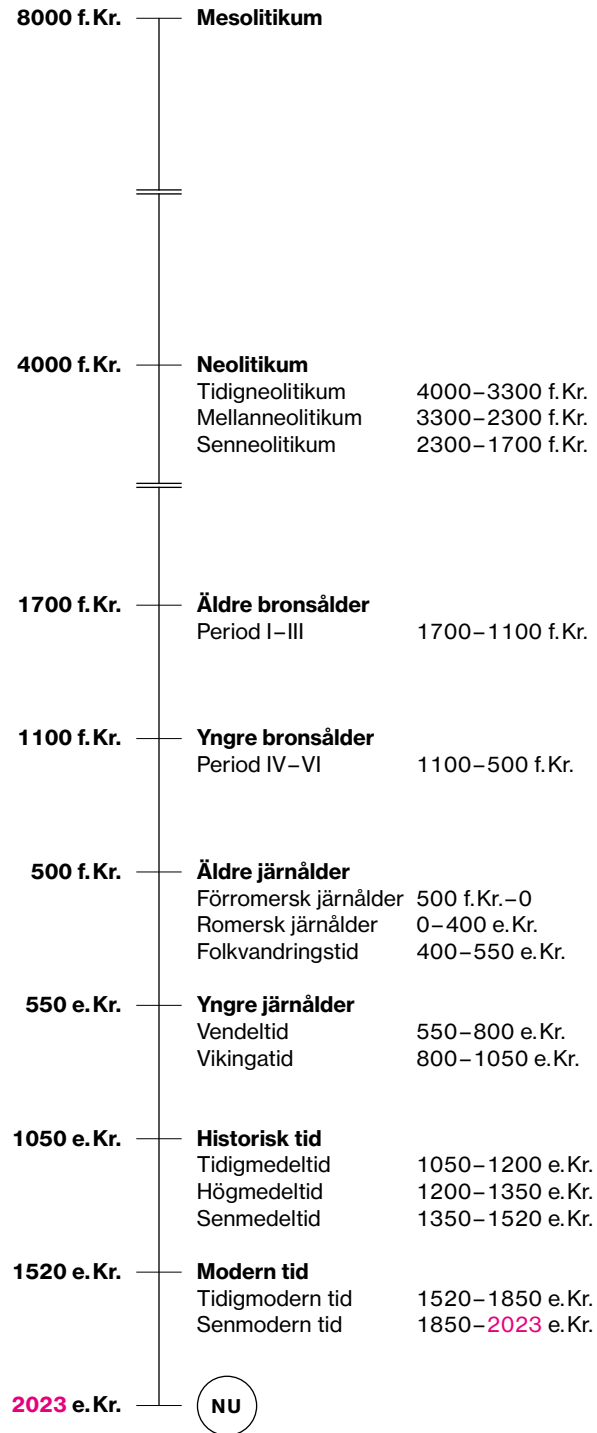 8000 f.Kr. Mesolitikum
4000 f.Kr. Neolitikum
Tidigneolitikum 4000–3300 f.Kr.
Mellanneolitikum 3300–2300 f.Kr.
Senneolitikum 2300–1700 f.Kr.
1700 f.Kr. Äldre bronsålder
Period I–III 1700–1100 f.Kr.
1100 f.Kr. Yngre bronsålder
Period IV–VI 1100–500 f.Kr.
500 f.Kr. Äldre järnålder
Förromersk järnålder 500 f.Kr.–0
Romersk järnålder 0–400 e.Kr.
Folkvandringstid 400–550 e.Kr.
550 e.Kr. Yngre järnålder
Vendeltid 550–800 e.Kr.
Vikingatid 800–1050 e.Kr.
1050 e.Kr. Historisk tid
Tidigmedeltid 1050–1200 e.Kr.
Högmedeltid 1200–1350 e.Kr.
Senmedeltid 1350–1520 e.Kr.
1520 e.Kr. Modern tid
Tidigmodern tid 1520–1850 e.Kr.
Senmodern tid 1850–2023 e.Kr.
2023 e.Kr. NU